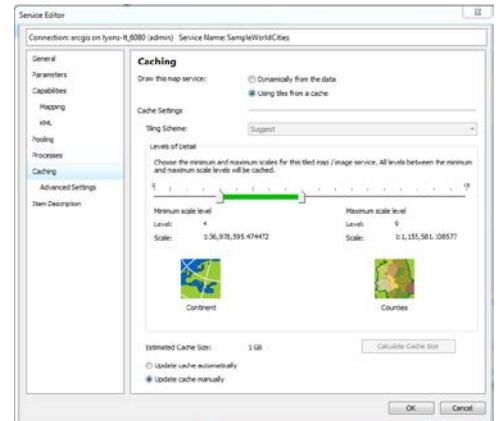 Service Editor
Connection: arcgis on lyons-lt_6080 (admin) Service Name: SampleWorldCities
General
Parameters
Capabilities
Mapping
KML
Pooling
Processes
Caching
Advanced Settings
Item Description
Caching
Draw this map service:
Dynamically from the data
Using tiles from a cache
Cache Settings
Tiling Scheme: Suggest
Levels of Detail
Choose the minimum and maximum scales for this tiled map / image service. All levels between the minimum
and maximum scale levels will be cached.
Minimum scale level
Level: 4
Scale: 1:36,978,595.474472
Continent
Maximum scale level
Level: 9
Scale: 1:1,155,581.108577
Counties
Estimated Cache Size: 1 GB
Calculate Cache Size
Update cache automatically
Update cache manually
OK
Cancel